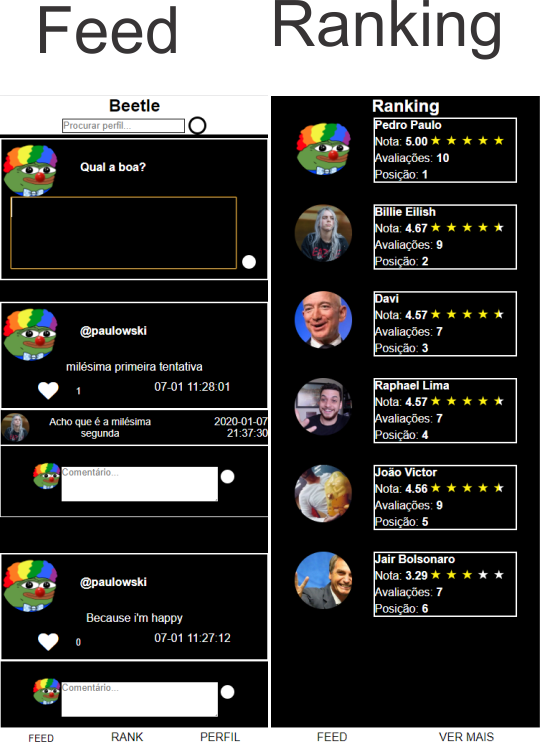 Feed
Ranking
Beetle
Procurar perfil...
Qual a boa?
@paulowski
milésima primeira tentativa
1
07-01 11:28:01
Acho que é a milésima
segunda
2020-01-07
21:37:30
Comentário...
@paulowski
Because i'm happy
0
07-01 11:27:12
Comentário...
FEED
RANK
PERFIL
Ranking
Pedro Paulo
Nota: 5.00
Avaliações: 10
Posição: 1
Billie Eilish
Nota: 4.67
Avaliações: 9
Posição: 2
Davi
Nota: 4.57
Avaliações: 7
Posição: 3
Raphael Lima
Nota: 4.57
Avaliações: 7
Posição: 4
João Victor
Nota: 4.56
Avaliações: 9
Posição: 5
Jair Bolsonaro
Nota: 3.29
Avaliações: 7
Posição: 6
FEED
VER MAIS